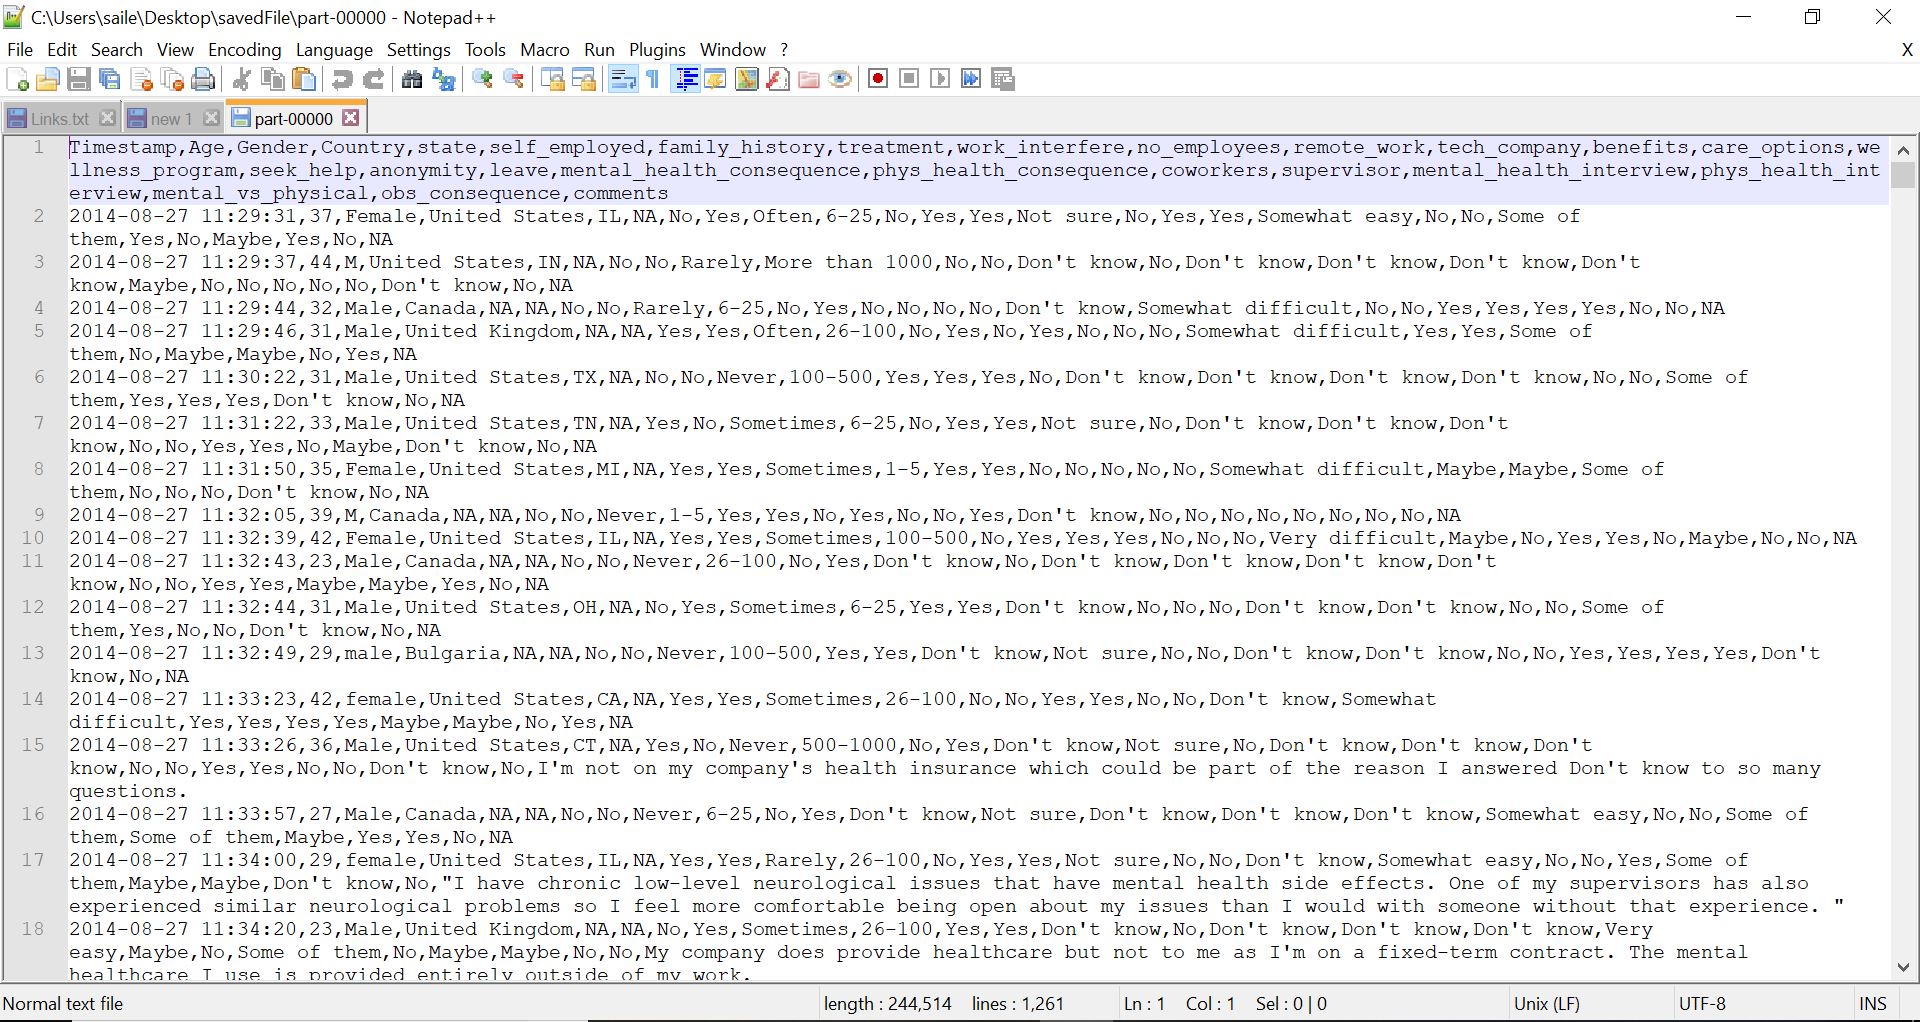 C:\Users\saile\Desktop\savedFile\part-00000 - Notepad++
File Edit Search View Encoding Language Settings Tools Macro Run Plugins Window ? X
Links.txt new 1 part-00000
1 Timestamp,Age,Gender,Country,state,self_employed,family_history,treatment,work_interfere,no_employees,remote_work,tech_company,benefits,care_options,we
llness_program,seek_help,anonymity,leave,mental_health_consequence,phys_health_consequence,coworkers,supervisor,mental_health_interview,phys_health_int
erview,mental_vs_physical,obs_consequence,comments
2 2014-08-27 11:29:31,37,Female,United States,IL,NA,No,Yes,Often,6-25,No,Yes,Yes,Not sure,No,Yes,Yes,Somewhat easy,No,No,Some of
them,Yes,No,Maybe,Yes,No,NA
3 2014-08-27 11:29:37,44,M,United States,IN,NA,No,No,Rarely,More than 1000,No,No,Don't know,No,Don't know,Don't know,Don't know,Don't
know,Maybe,No,No,No,No,No,Don't know,No,NA
4 2014-08-27 11:29:44,32,Male,Canada,NA,NA,No,No,Rarely,6-25,No,Yes,No,No,No,No,Don't know,Somewhat difficult,No,No,Yes,Yes,Yes,Yes,No,No,NA
5 2014-08-27 11:29:46,31,Male,United Kingdom,NA,NA,Yes,Yes,Often,26-100,No,Yes,No,Yes,No,No,No,Somewhat difficult,Yes,Yes,Some of
them,No,Maybe,Maybe,No,Yes,NA
6 2014-08-27 11:30:22,31,Male,United States,TX,NA,No,No,Never,100-500,Yes,Yes,Yes,No,Don't know,Don't know,Don't know,Don't know,No,No,Some of
them,Yes,Yes,Yes,Don't know,No,NA
7 2014-08-27 11:31:22,33,Male,United States,TN,NA,Yes,No,Sometimes,6-25,No,Yes,Yes,Not sure,No,Don't know,Don't know,Don't
know,No,No,Yes,Yes,No,Maybe,Don't know,No,NA
8 2014-08-27 11:31:50,35,Female,United States,MI,NA,Yes,Yes,Sometimes,1-5,Yes,Yes,No,No,No,No,No,Somewhat difficult,Maybe,Maybe,Some of
them,No,No,No,Don't know,No,NA
9 2014-08-27 11:32:05,39,M,Canada,NA,NA,No,No,Never,1-5,Yes,Yes,No,Yes,No,No,Yes,Don't know,No,No,No,No,No,No,No,No,NA
10 2014-08-27 11:32:39,42,Female,United States,IL,NA,Yes,Yes,Sometimes,100-500,No,Yes,Yes,Yes,No,No,No,Very difficult,Maybe,No,Yes,Yes,No,Maybe,No,No,NA
11 2014-08-27 11:32:43,23,Male,Canada,NA,NA,No,No,Never,26-100,No,Yes,Don't know,No,Don't know,Don't know,Don't know,Don't
know,No,No,Yes,Yes,Maybe,Maybe,Yes,No,NA
12 2014-08-27 11:32:44,31,Male,United States,OH,NA,No,Yes,Sometimes,6-25,Yes,Yes,Don't know,No,No,No,Don't know,Don't know,No,No,Some of
them,Yes,No,No,Don't know,No,NA
13 2014-08-27 11:32:49,29,male,Bulgaria,NA,NA,No,No,Never,100-500,Yes,Yes,Don't know,Not sure,No,No,Don't know,Don't know,No,No,Yes,Yes,Yes,Yes,Don't
know,No,NA
14 2014-08-27 11:33:23,42,female,United States,CA,NA,Yes,Yes,Sometimes,26-100,No,No,Yes,Yes,No,No,Don't know,Somewhat
difficult,Yes,Yes,Yes,Yes,Maybe,Maybe,No,Yes,NA
15 2014-08-27 11:33:26,36,Male,United States,CT,NA,Yes,No,Never,500-1000,No,Yes,Don't know,Not sure,No,Don't know,Don't know,Don't
know,No,No,Yes,Yes,No,No,Don't know,No,I'm not on my company's health insurance which could be part of the reason I answered Don't know to so many
questions.
16 2014-08-27 11:33:57,27,Male,Canada,NA,NA,No,No,Never,6-25,No,Yes,Don't know,Not sure,Don't know,Don't know,Don't know,Somewhat easy,No,No,Some of
them,Some of them,Maybe,Yes,Yes,No,NA
17 2014-08-27 11:34:00,29,female,United States,IL,NA,Yes,Yes,Rarely,26-100,No,Yes,Yes,Not sure,No,No,Don't know,Somewhat easy,No,No,Yes,Some of
them,Maybe,Maybe,Don't know,No,"I have chronic low-level neurological issues that have mental health side effects. One of my supervisors has also
experienced similar neurological problems so I feel more comfortable being open about my issues than I would with someone without that experience. "
18 2014-08-27 11:34:20,23,Male,United Kingdom,NA,NA,No,Yes,Sometimes,26-100,Yes,Yes,Don't know,No,Don't know,Don't know,Don't know,Very
easy,Maybe,No,Some of them,No,Maybe,Maybe,No,No,My company does provide healthcare but not to me as I'm on a fixed-term contract. The mental
healthcare I use is provided entirely outside of my work.
Normal text file length : 244,514 lines : 1,261 Ln : 1 Col : 1 Sel : 0 | 0 Unix (LF) UTF-8 INS